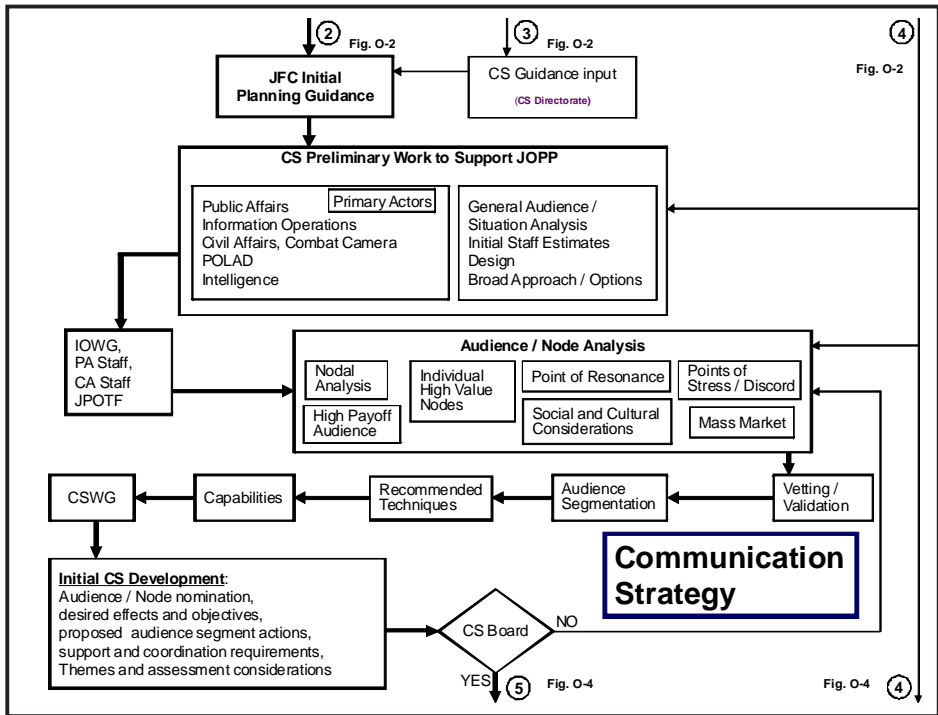 2
Fig. O-2
3
Fig. O-2
4
Fig. O-2
JFC Initial
Planning Guidance
CS Guidance input
(CS Directorate)
CS Preliminary Work to Support JOPP
Primary Actors
Public Affairs
Information Operations
Civil Affairs, Combat Camera
POLAD
Intelligence
General Audience /
Situation Analysis
Initial Staff Estimates
Design
Broad Approach / Options
IOWG,
PA Staff,
CA Staff
JPOTF
Audience / Node Analysis
Nodal
Analysis
High Payoff
Audience
Individual
High Value
Nodes
Point of Resonance
Social and Cultural
Considerations
Points of
Stress / Discord
Mass Market
CSWG
Capabilities
Recommended
Techniques
Audience
Segmentation
Vetting /
Validation
Communication
Strategy
Initial CS Development:
Audience / Node nomination,
desired effects and objectives,
proposed audience segment actions,
support and coordination requirements,
Themes and assessment considerations
CS Board
NO
YES
5
Fig. O-4
Fig. O-4
4